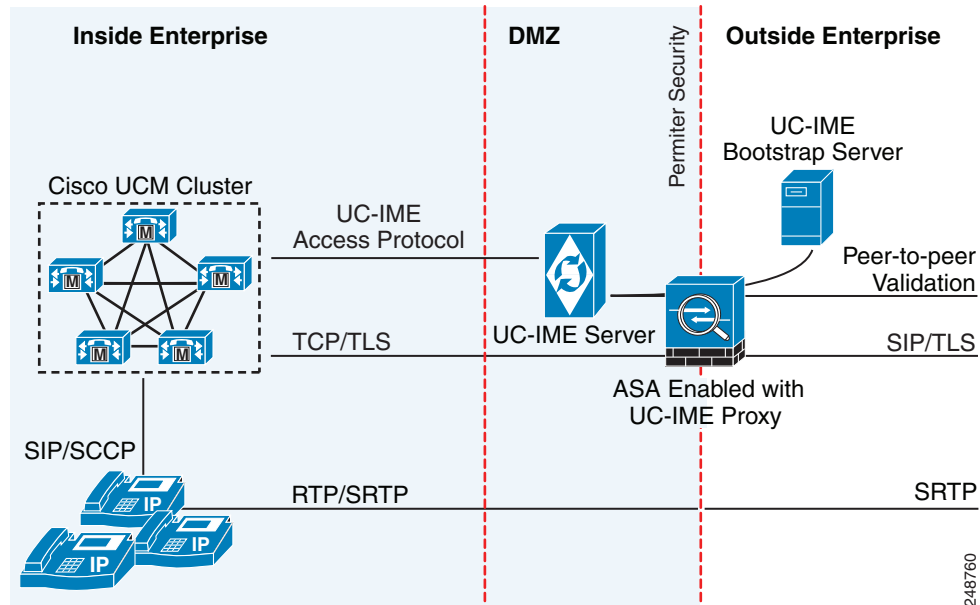 Inside Enterprise
DMZ
Permiter Security
Outside Enterprise
UC-IME
Bootstrap Server
Cisco UCM Cluster
M
M
M
M
M
UC-IME
Access Protocol
Peer-to-peer
Validation
TCP/TLS
UC-IME Server
SIP/TLS
ASA Enabled with
UC-IME Proxy
SIP/SCCP
IP
IP
IP
RTP/SRTP
SRTP
248760